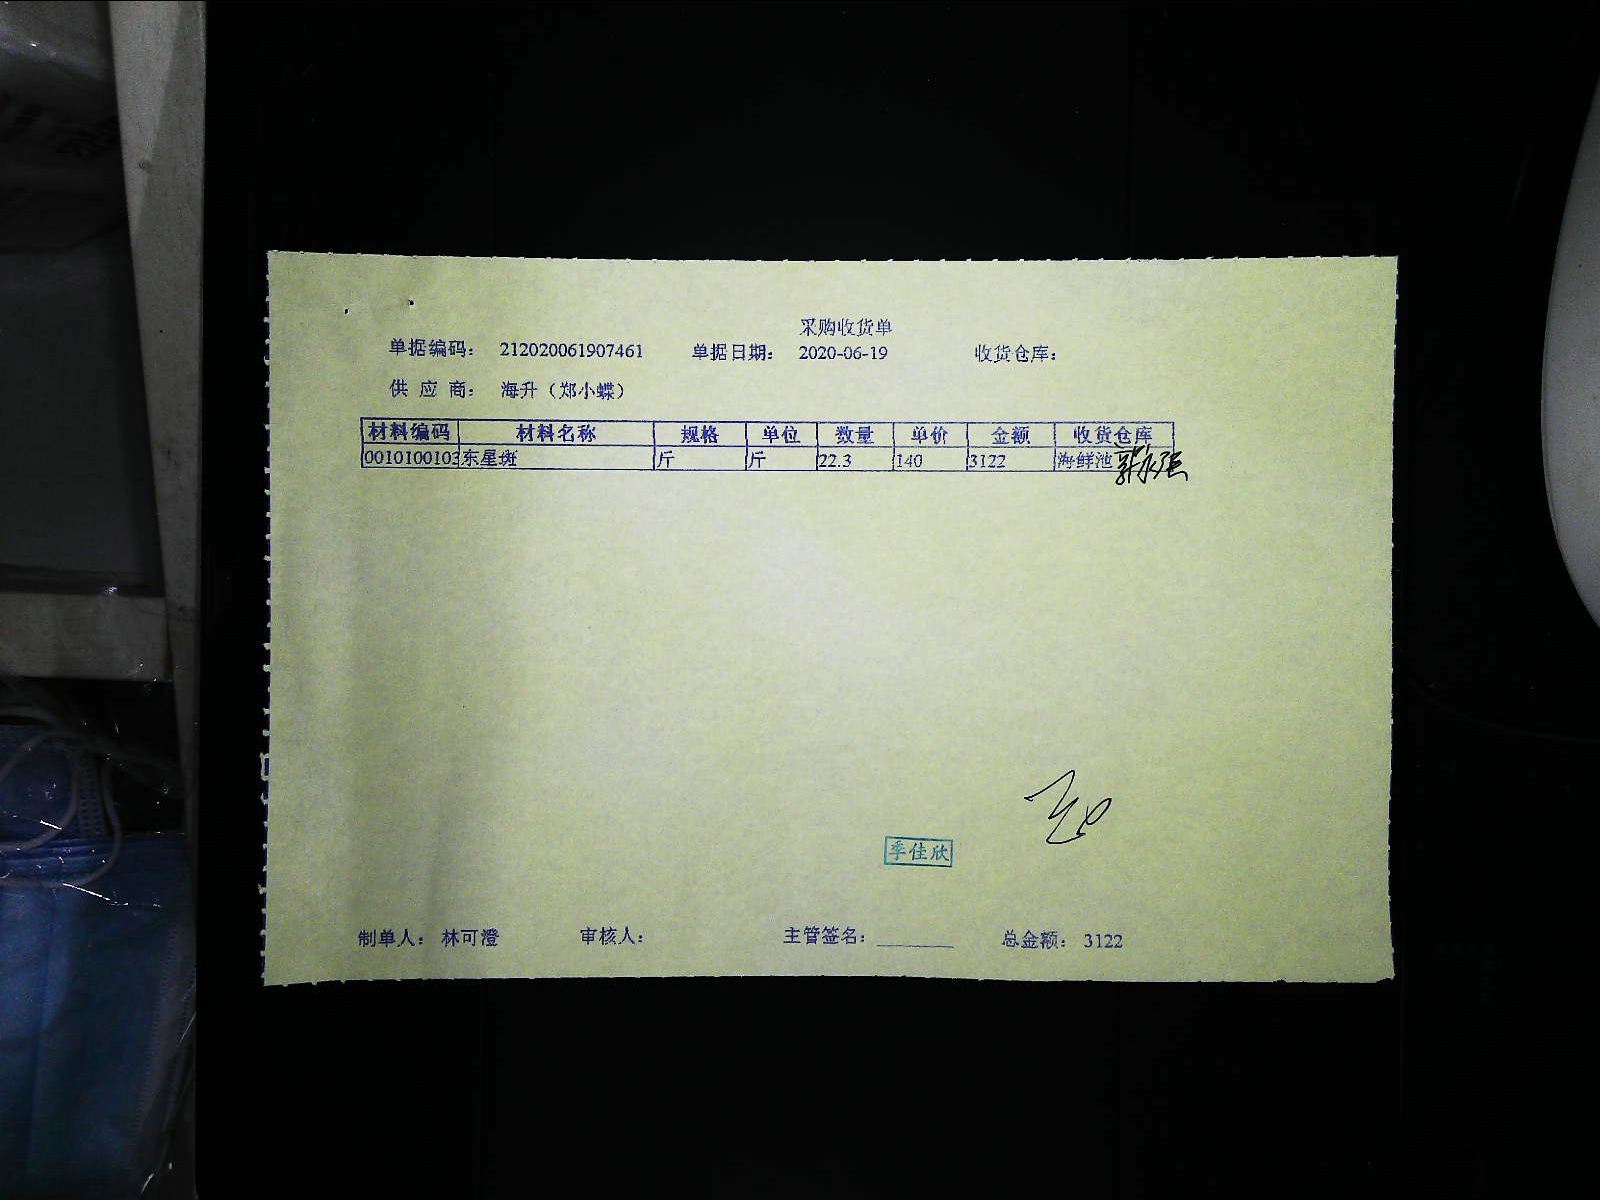 采购收货单
单据编码： 212020061907461 单据日期： 2020-06-19 收货仓库：
供 应 商： 海升（郑小蝶）
材料编码 材料名称 规格 单位 数量 单价 金额 收货仓库
0010100103 东星斑 斤 斤 22.3 140 3122 海鲜池
季佳欣
制单人： 林可澄 审核人： 主管签名： ________ 总金额： 3122